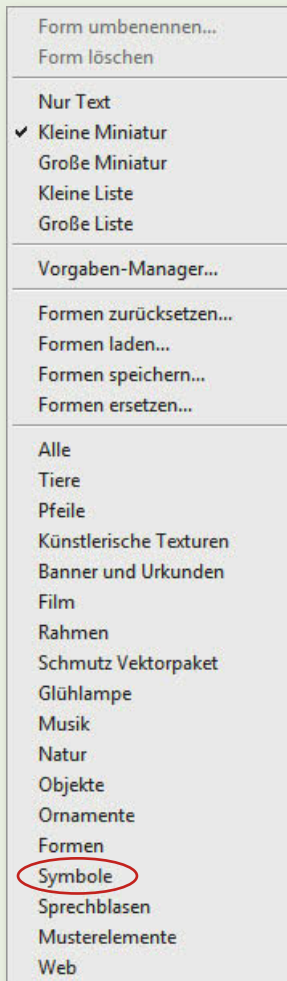 Form umbenennen...
Form löschen
Nur Text
Kleine Miniatur
Große Miniatur
Kleine Liste
Große Liste
Vorgaben-Manager...
Formen zurücksetzen...
Formen laden...
Formen speichern...
Formen ersetzen...
Alle
Tiere
Pfeile
Künstlerische Texturen
Banner und Urkunden
Film
Rahmen
Schmutz Vektorpaket
Glühlampe
Musik
Natur
Objekte
Ornamente
Formen
Symbole
Sprechblasen
Musterelemente
Web